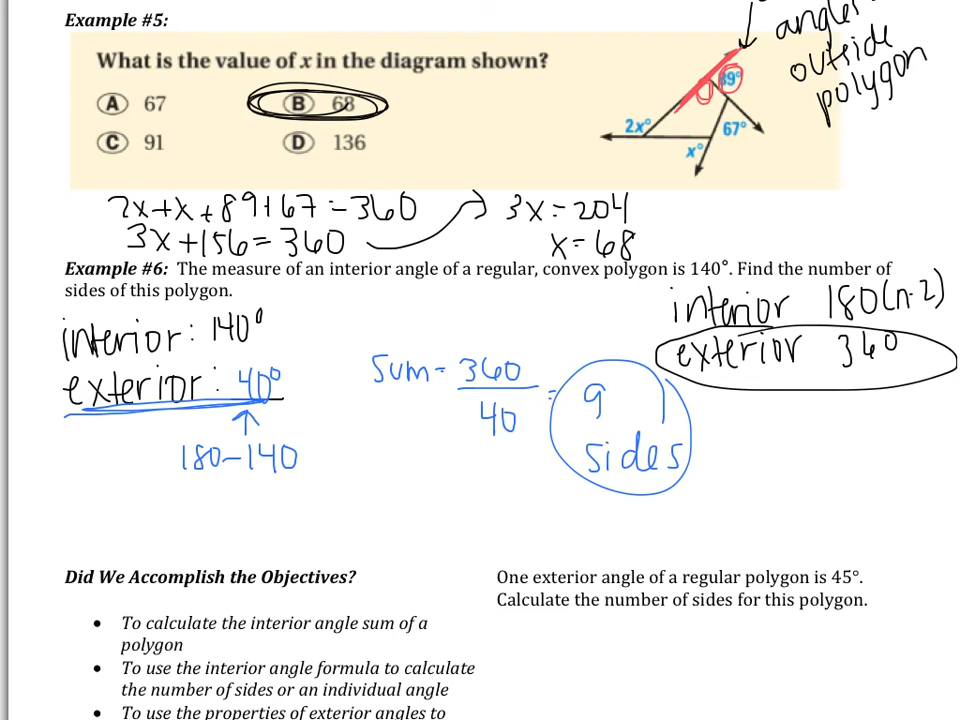 Example #5:
angles
outside
polygon
What is the value of x in the diagram shown?
A 67 B 68
C 91 D 136
89°
2x°
67°
x°
2x+x+89+67=360
3x+156=360
3x=204
x=68
Example #6: The measure of an interior angle of a regular, convex polygon is 140°. Find the number of
sides of this polygon.
interior 180(n-2)
exterior 360
interior: 140°
exterior: 40°
180-140
sum = 360
40
= 9
sides
Did We Accomplish the Objectives?
• To calculate the interior angle sum of a
polygon
• To use the interior angle formula to calculate
the number of sides or an individual angle
• To use the properties of exterior angles to
One exterior angle of a regular polygon is 45°.
Calculate the number of sides for this polygon.